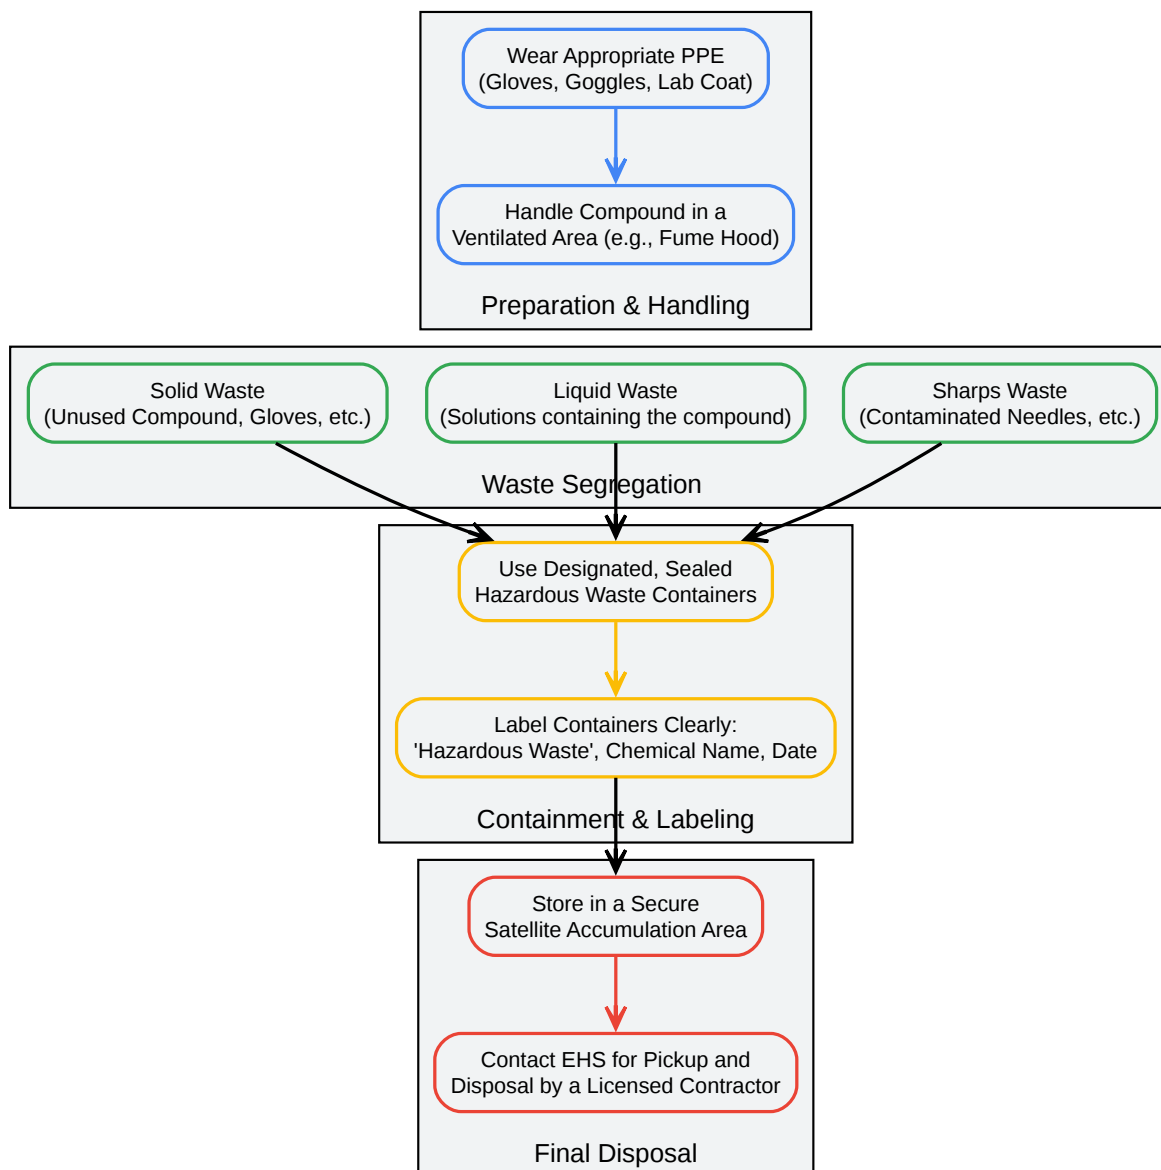 Wear Appropriate PPE
(Gloves, Goggles, Lab Coat)
Handle Compound in a
Ventilated Area (e.g., Fume Hood)
Preparation & Handling
Solid Waste
(Unused Compound, Gloves, etc.)
Liquid Waste
(Solutions containing the compound)
Sharps Waste
(Contaminated Needles, etc.)
Waste Segregation
Use Designated, Sealed
Hazardous Waste Containers
Label Containers Clearly:
'Hazardous Waste', Chemical Name, Date
Containment & Labeling
Store in a Secure
Satellite Accumulation Area
Contact EHS for Pickup and
Disposal by a Licensed Contractor
Final Disposal